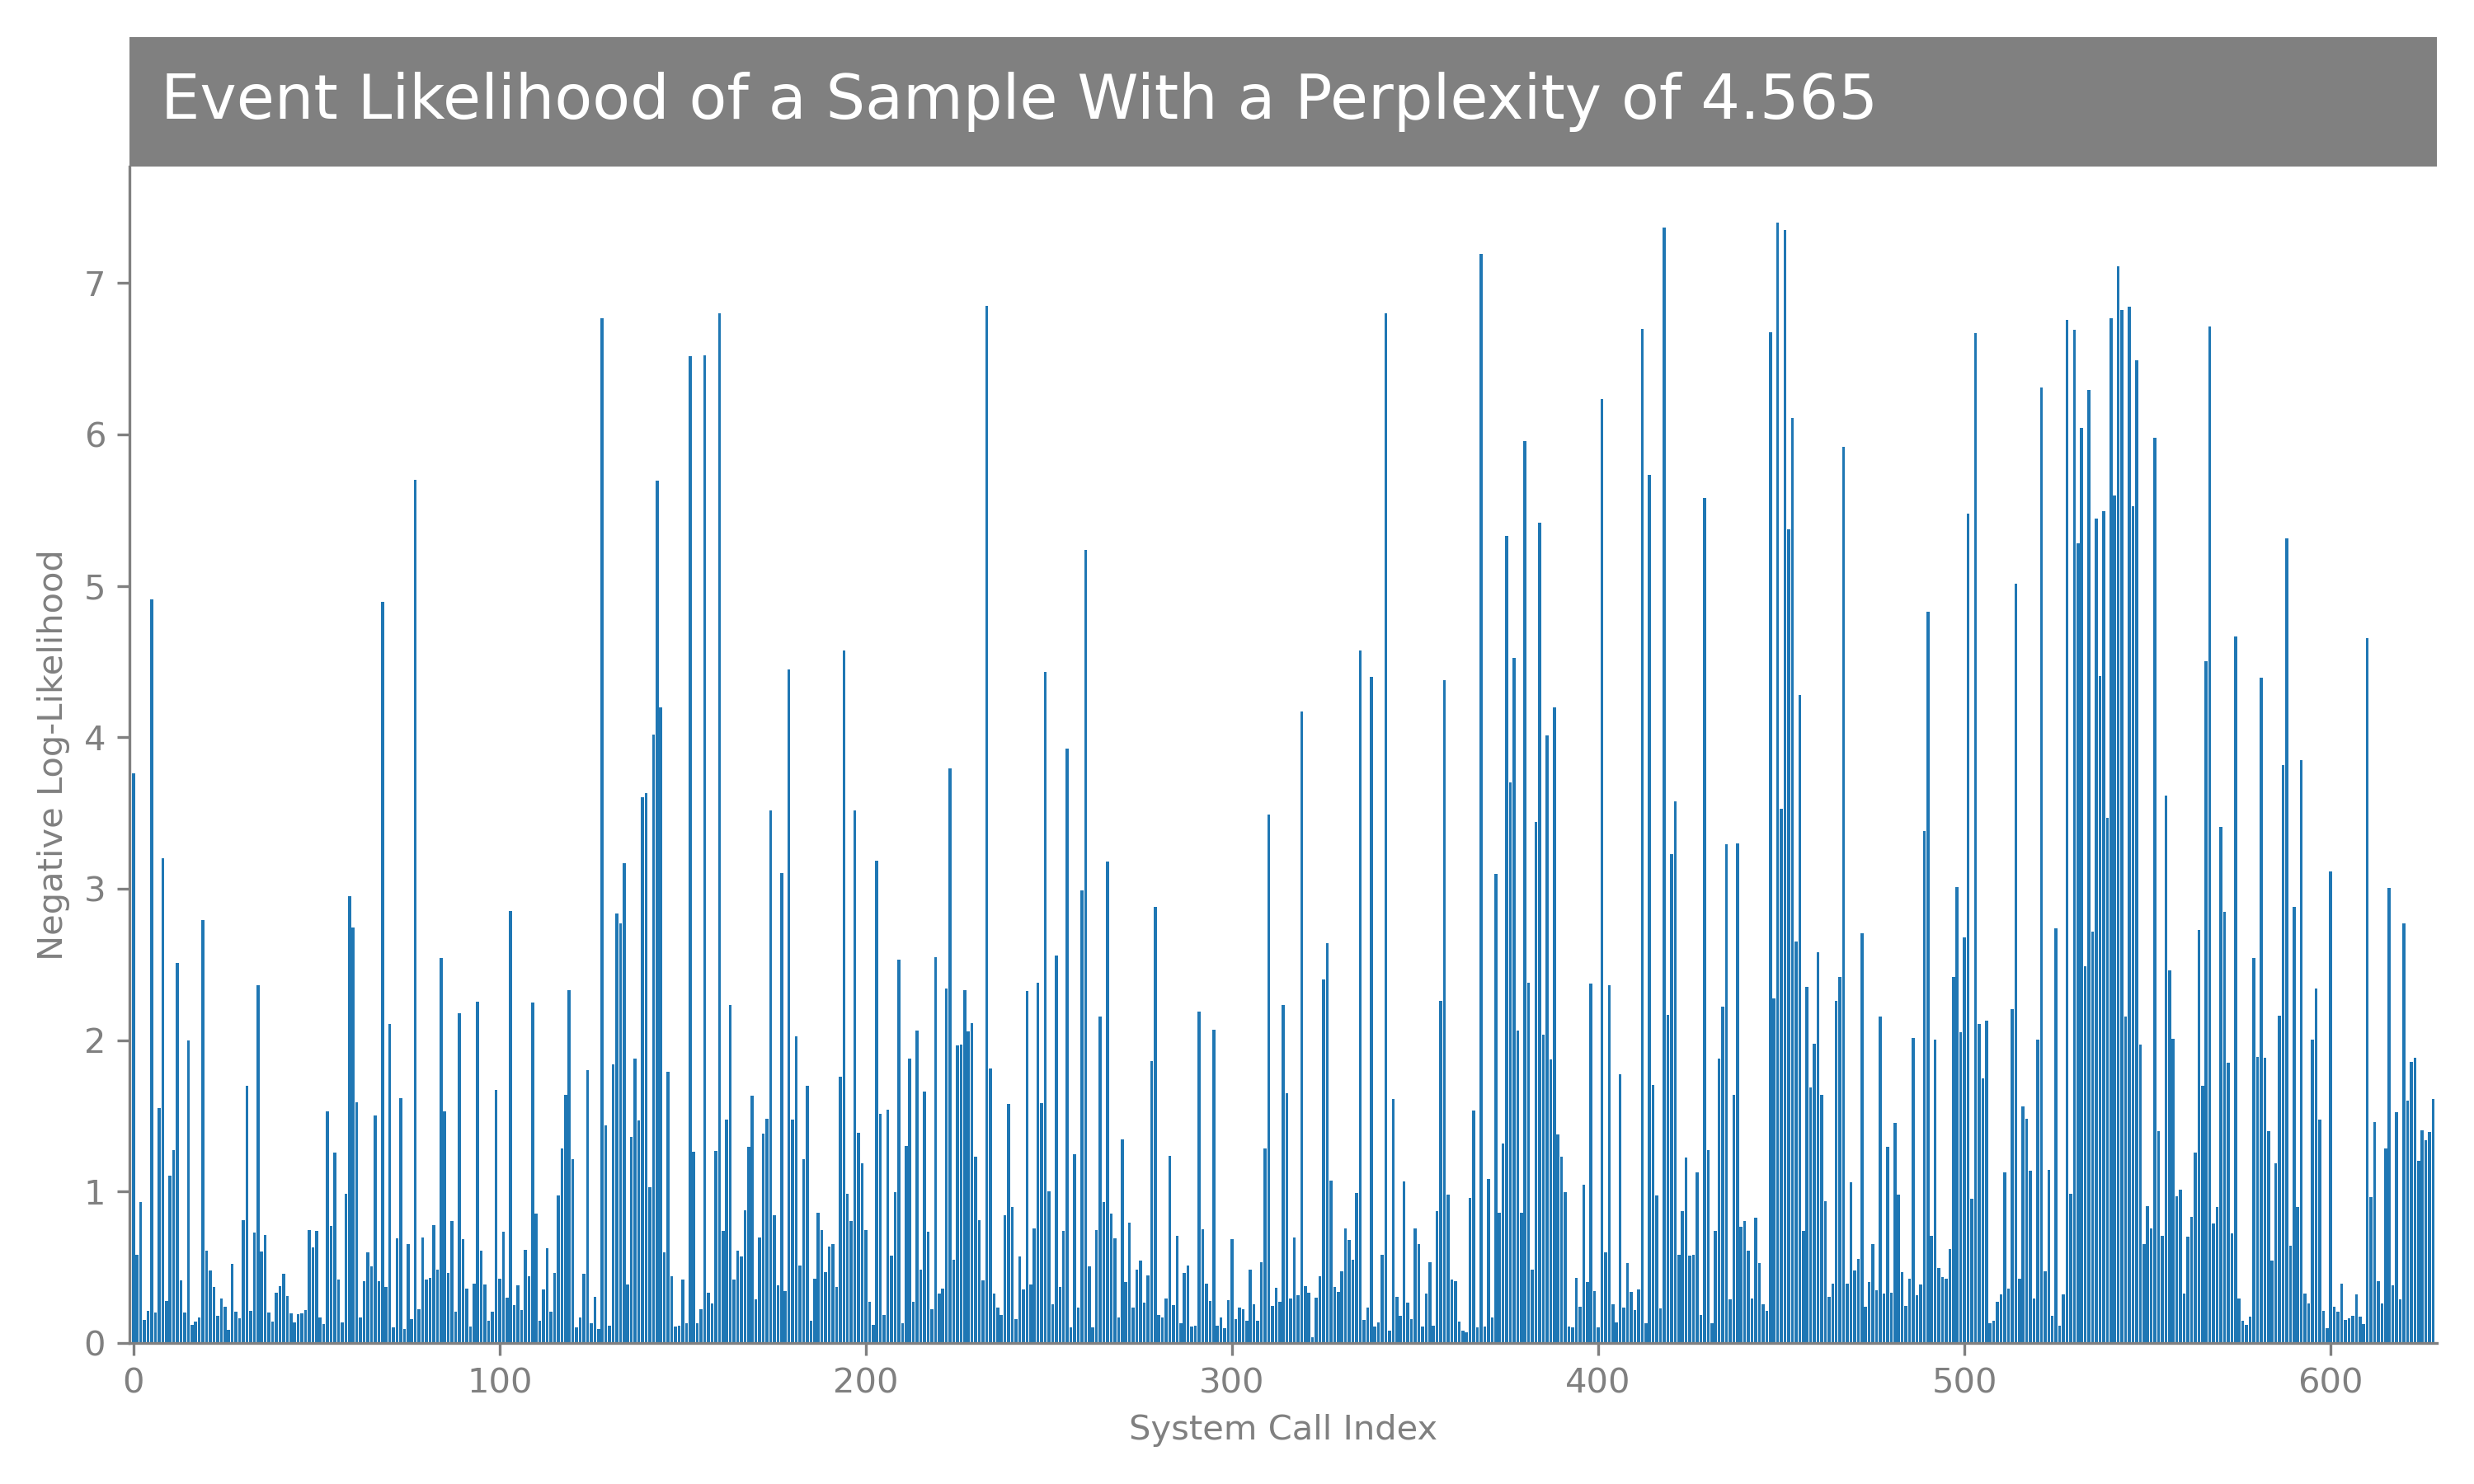 Event Likelihood of a Sample With a Perplexity of 4.565
Negative Log-Likelihood
7
6
5
4
3
2
1
0
0 100 200 300 400 500 600
System Call Index